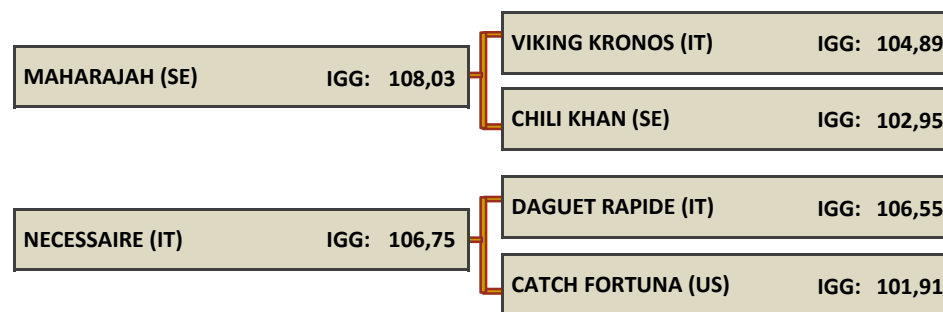 VIKING KRONOS (IT) IGG: 104,89
MAHARAJAH (SE) IGG: 108,03
CHILI KHAN (SE) IGG: 102,95
DAGUET RAPIDE (IT) IGG: 106,55
NECESSAIRE (IT) IGG: 106,75
CATCH FORTUNA (US) IGG: 101,91